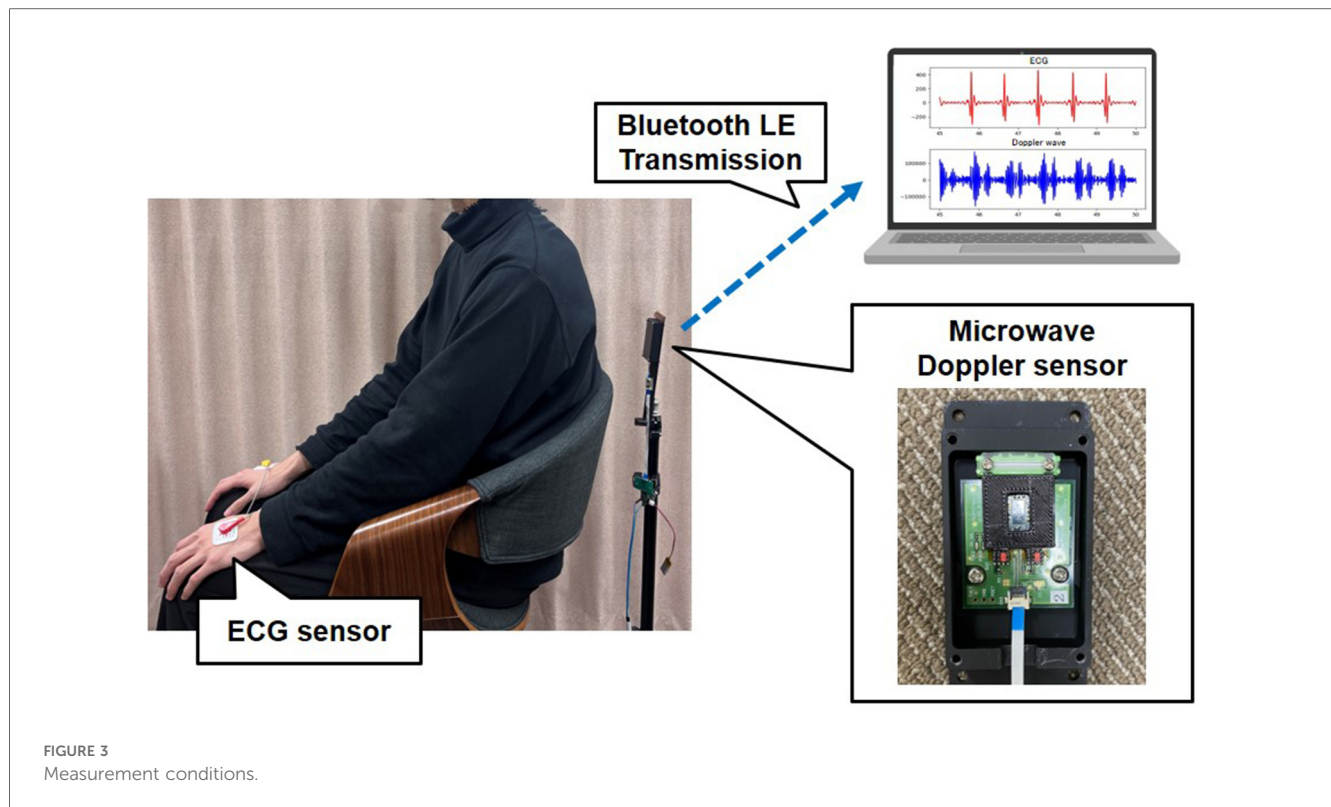 ECG
400
200
0
−200
45
46
47
48
49
50
Doppler wave
100000
0
−100000
45
46
47
48
49
50
Bluetooth LE
Transmission
Microwave
Doppler sensor
2
ECG sensor
FIGURE 3
Measurement conditions.